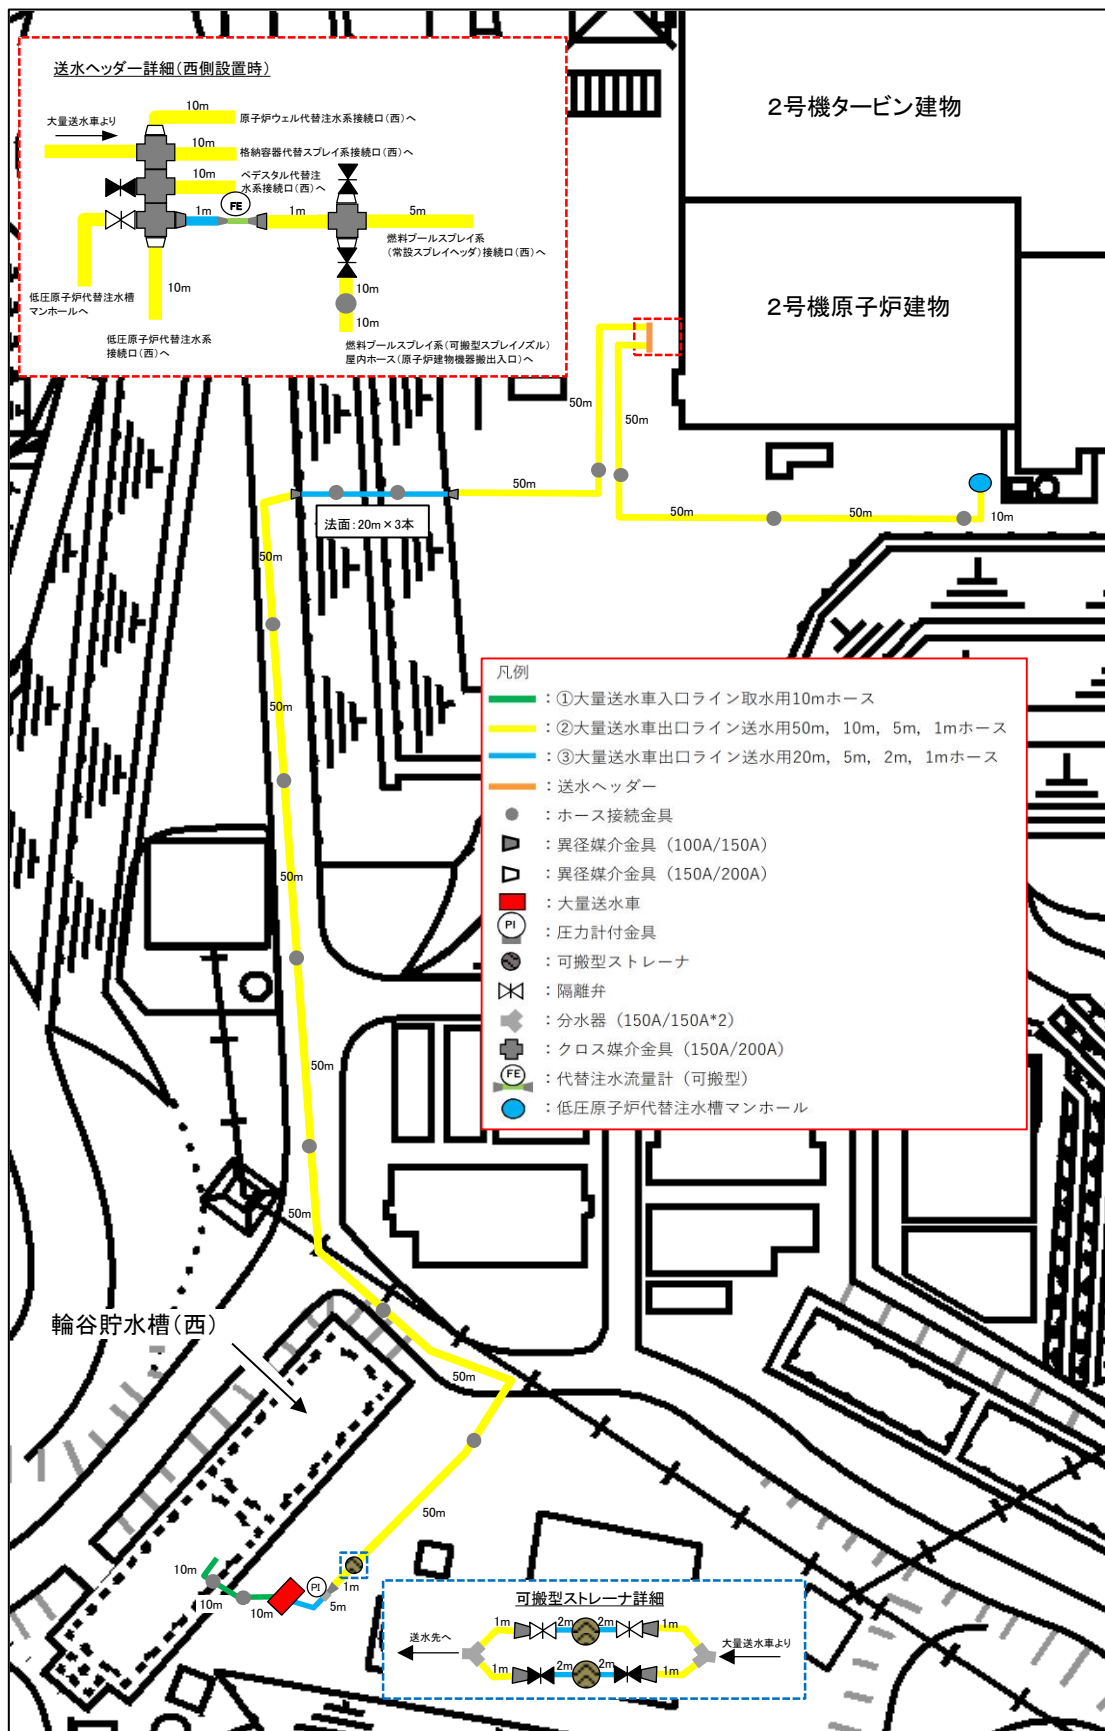 送水ヘッダー詳細（西側設置時）
10m
大量送水車より
原子炉ウェル代替注水系接続口（西）へ
10m
格納容器代替スプレイ系接続口（西）へ
10m
ペデスタル代替注
水系接続口（西）へ
FE
1m
1m
5m
燃料プールスプレイ系
（常設スプレイヘッダ）接続口（西）へ
10m
10m
10m
低圧原子炉代替注水槽
マンホールへ
低圧原子炉代替注水系
接続口（西）へ
燃料プールスプレイ系（可搬型スプレイノズル）
屋内ホース（原子炉建物機器搬出入口）へ
2号機タービン建物
2号機原子炉建物
50m
50m
50m
50m
50m
10m
法面：20m×3本
50m
50m
50m
50m
50m
50m
50m
凡例
：①大量送水車入口ライン取水用10mホース
：②大量送水車出口ライン送水用50m，10m，5m，1mホース
：③大量送水車出口ライン送水用20m，5m，2m，1mホース
：送水ヘッダー
：ホース接続金具
：異径媒介金具（100A/150A）
：異径媒介金具（150A/200A）
：大量送水車
PI
：圧力計付金具
：可搬型ストレーナ
：隔離弁
：分水器（150A/150A*2）
：クロス媒介金具（150A/200A）
FE
：代替注水流量計（可搬型）
：低圧原子炉代替注水槽マンホール
輪谷貯水槽（西）
10m
10m
10m
PI
5m
1m
可搬型ストレーナ詳細
送水先へ
1m
2m
2m
1m
大量送水車より
1m
2m
2m
1m